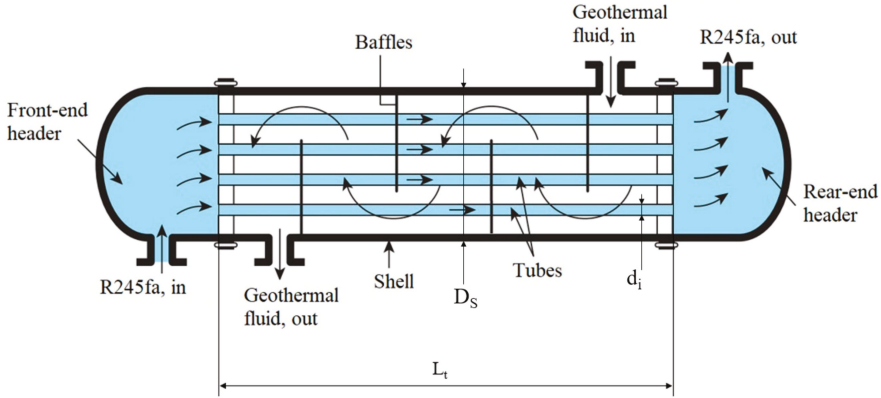 Geothermal
fluid, in
R245fa, out
Baffles
Front-end
header
Rear-end
header
R245fa, in
Geothermal
fluid, out
Shell
D_S
Tubes
d_i
L_t